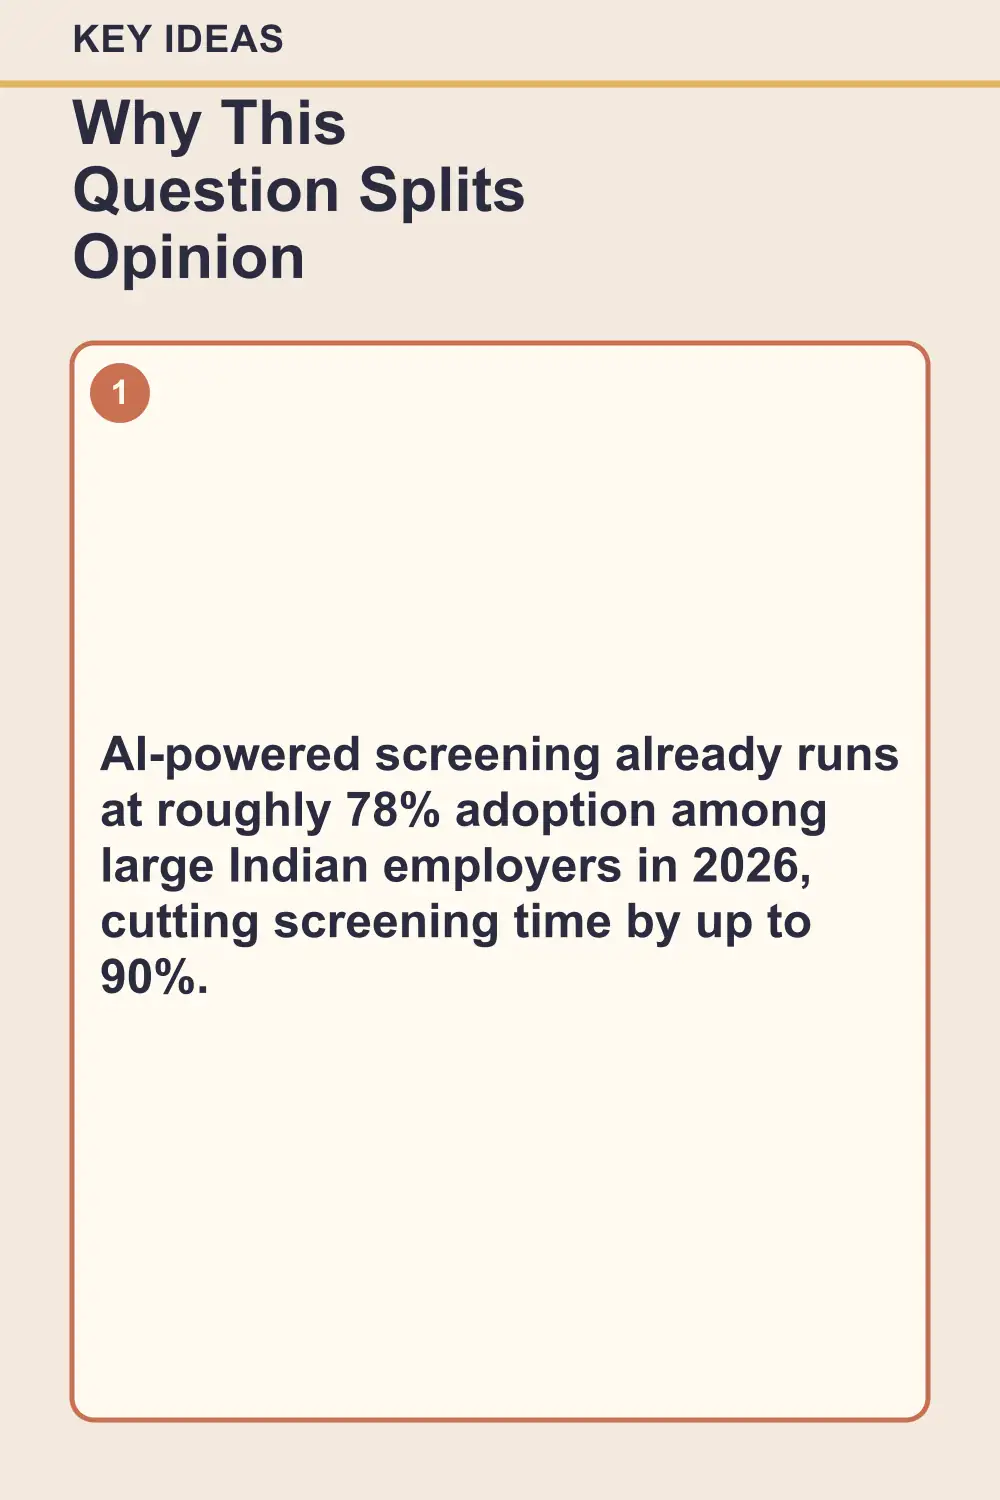 KEY IDEAS
Why This
Question Splits
Opinion
1
AI-powered screening already runs
at roughly 78% adoption among
large Indian employers in 2026,
cutting screening time by up to
90%.